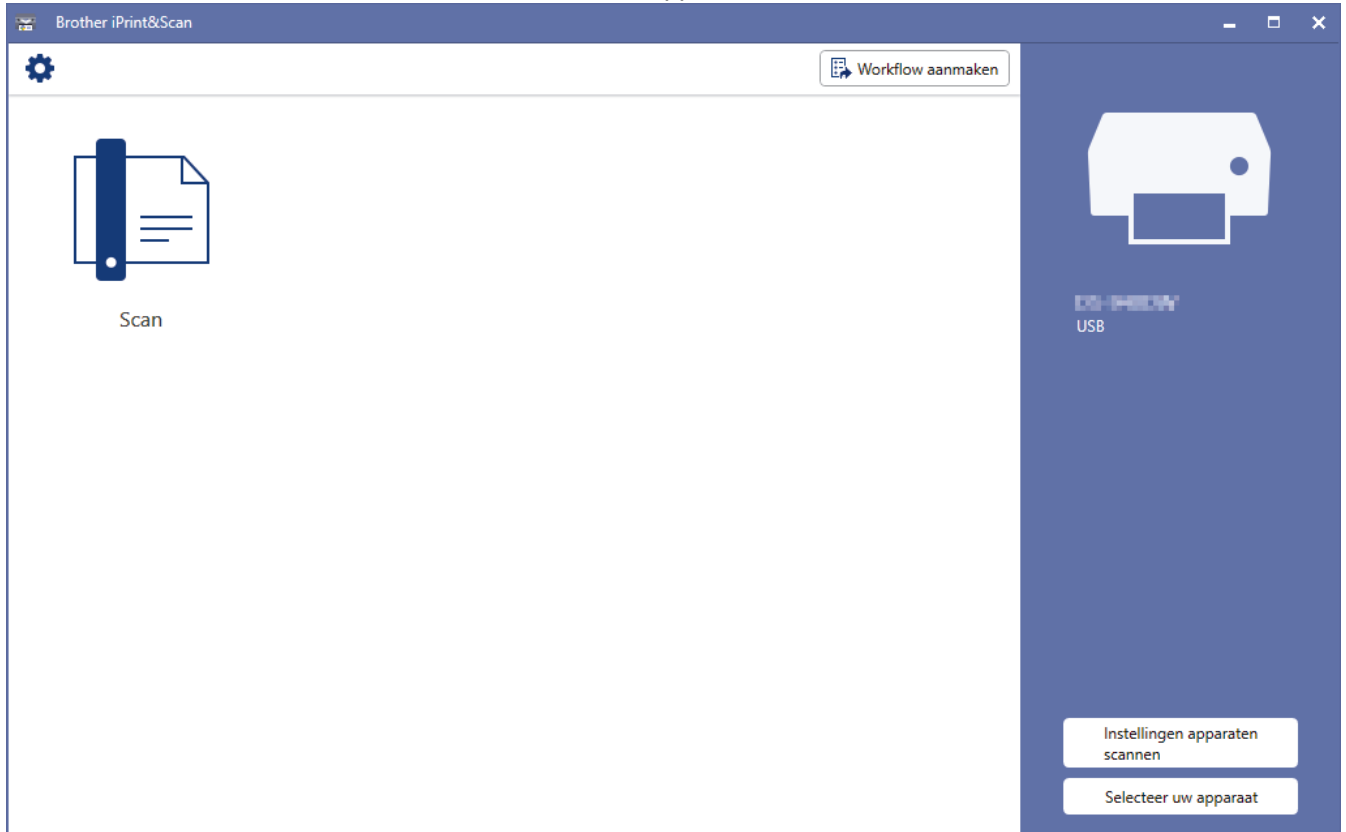 Brother iPrint&Scan
Workflow aanmaken
Scan
USB
Instellingen apparaten
scannen
Selecteer uw apparaat